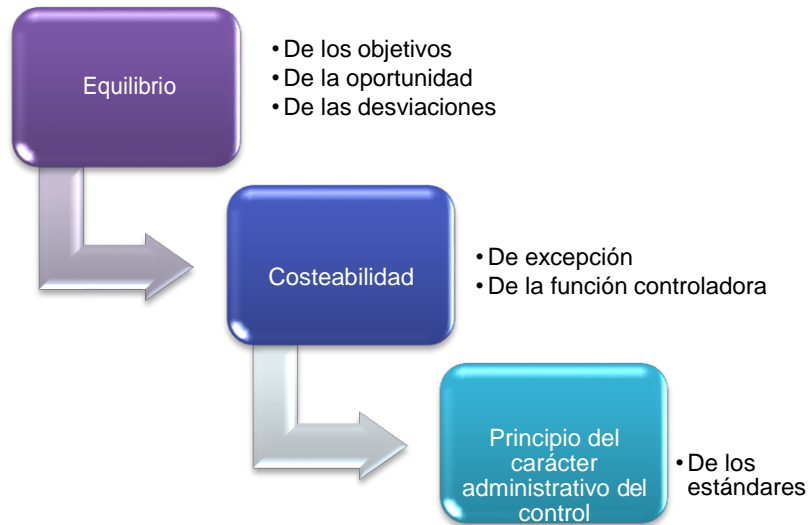 Equilibrio
• De los objetivos
• De la oportunidad
• De las desviaciones
Costeabilidad
• De excepción
• De la función controladora
Principio del
carácter
administrativo del
control
• De los
estándares